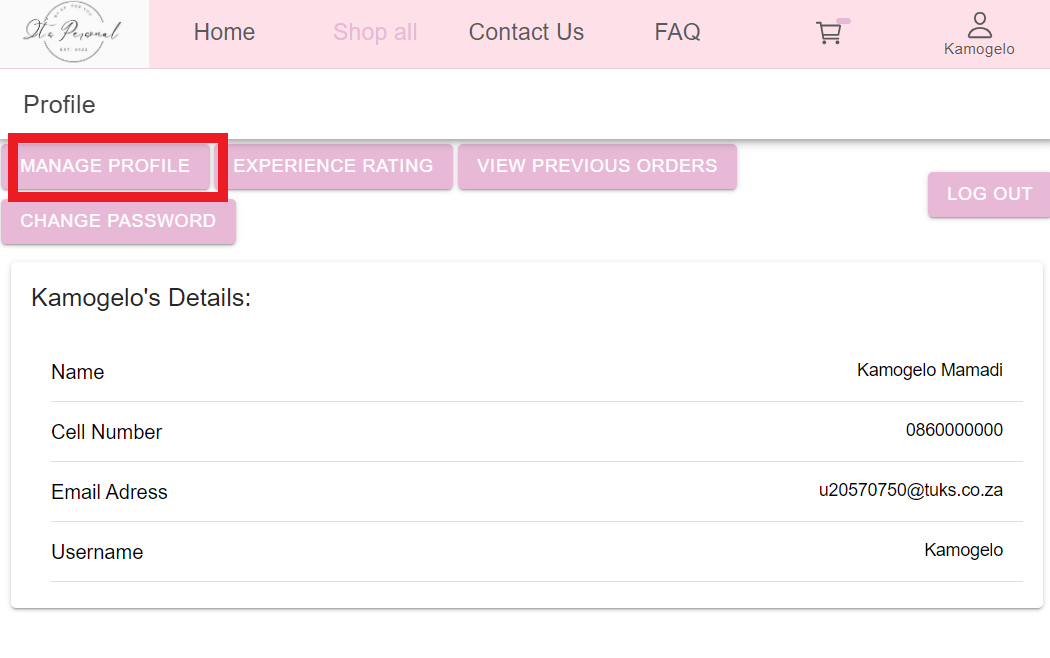 It's Personal
EST. 2022
Home Shop all Contact Us FAQ
Kamogelo
Profile
MANAGE PROFILE EXPERIENCE RATING VIEW PREVIOUS ORDERS
LOG OUT
CHANGE PASSWORD
Kamogelo's Details:
Name Kamogelo Mamadi
Cell Number 0860000000
Email Adress u20570750@tuks.co.za
Username Kamogelo